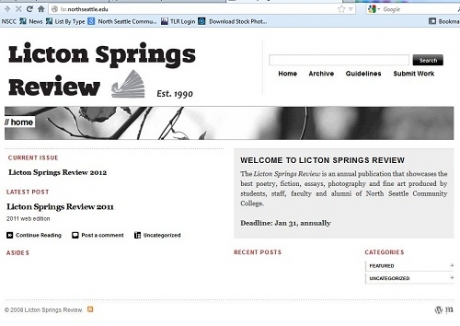 lsr.northseattle.edu
Google
NSCC
News
List By Type
North Seattle Commu...
TLR Login
Download Stock Phot...
Bookma
Licton Springs
Review
Est. 1990
Search
Home Archive Guidelines Submit Work
// home
CURRENT ISSUE
Licton Springs Review 2012
LATEST POST
Licton Springs Review 2011
2011 web edition
Continue Reading Post a comment Uncategorized
WELCOME TO LICTON SPRINGS REVIEW
The Licton Springs Review is an annual publication that showcases the
best poetry, fiction, essays, photography and fine art produced by
students, staff, faculty and alumni of North Seattle Community
College.
Deadline: Jan 31, annually
ASIDES
RECENT POSTS
CATEGORIES
FEATURED
UNCATEGORIZED
© 2008 Licton Springs Review